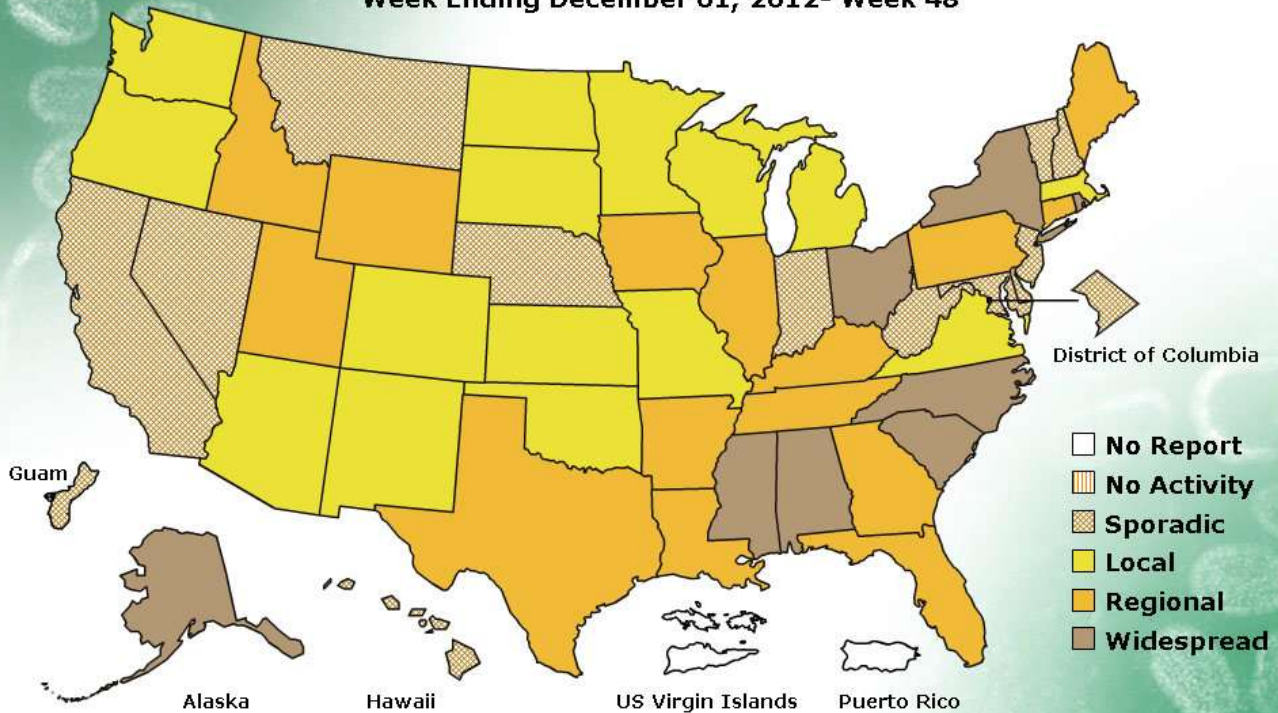 Week Ending December 01, 2012- Week 48
District of Columbia
No Report
No Activity
Guam
Sporadic
Local
Regional
Widespread
Alaska
Hawaii
US Virgin Islands
Puerto Rico